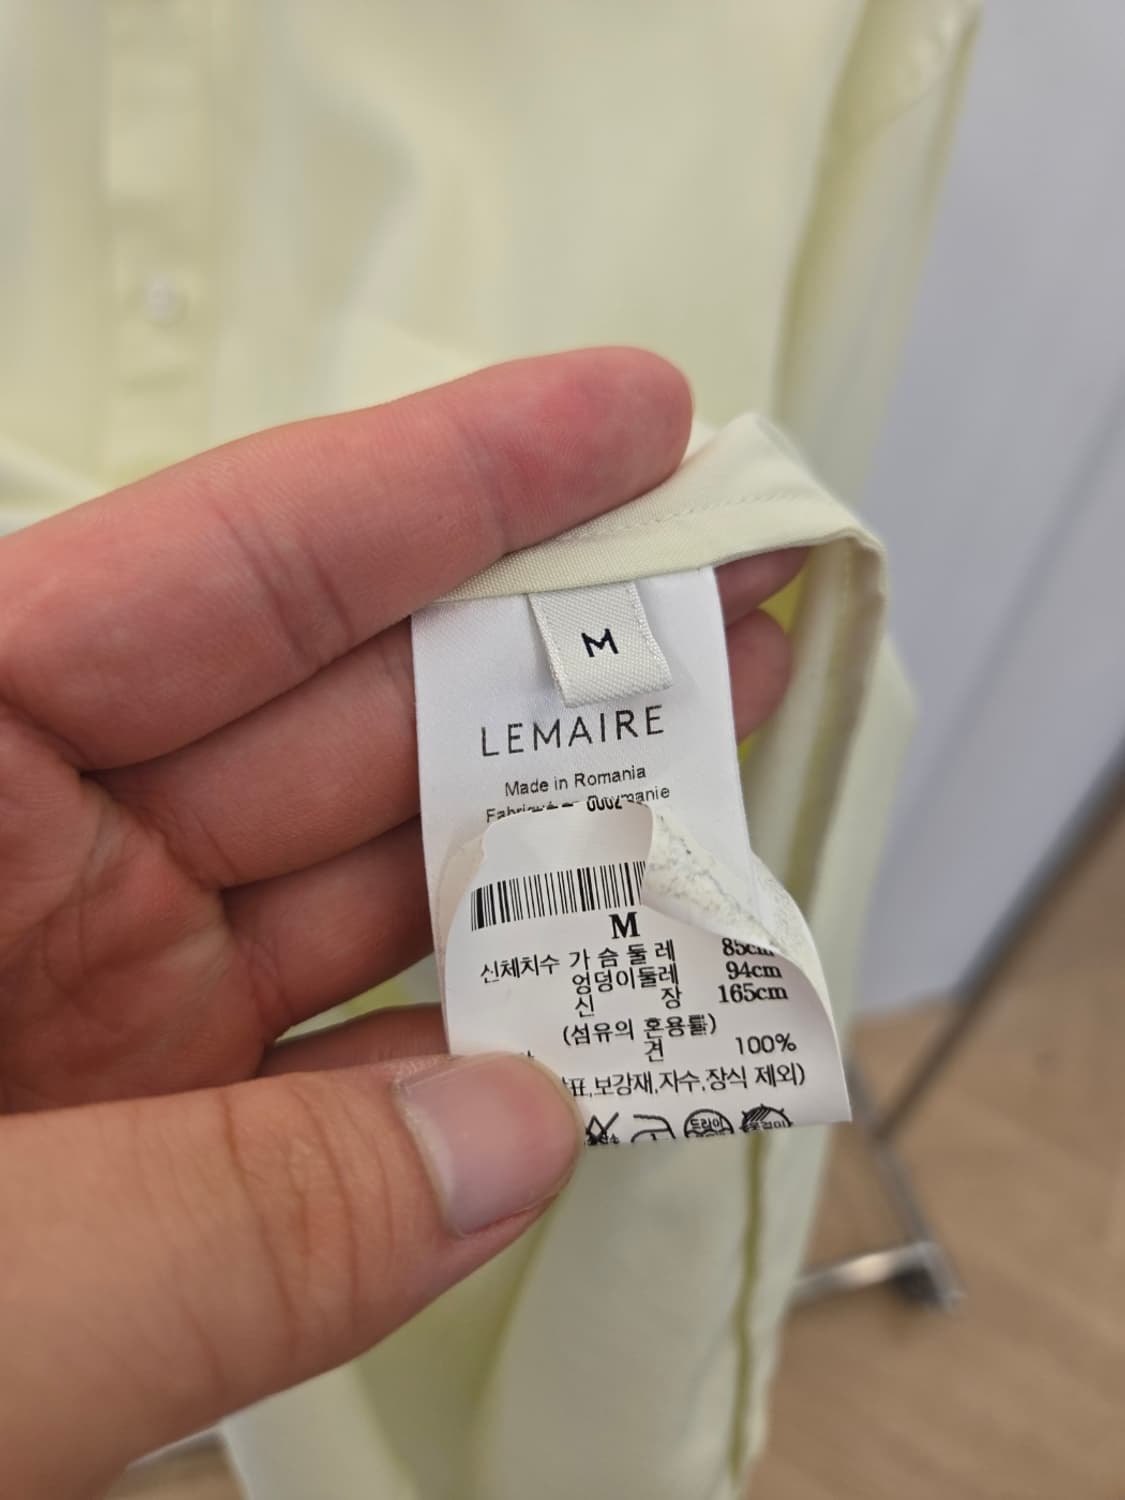 M
LEMAIRE
Made in Romania
M
신체치수 가슴둘레 85cm
엉덩이둘레 94cm
신 장 165cm
(섬유의 혼용률)
견 100%
보강재,자수,장식 제외)